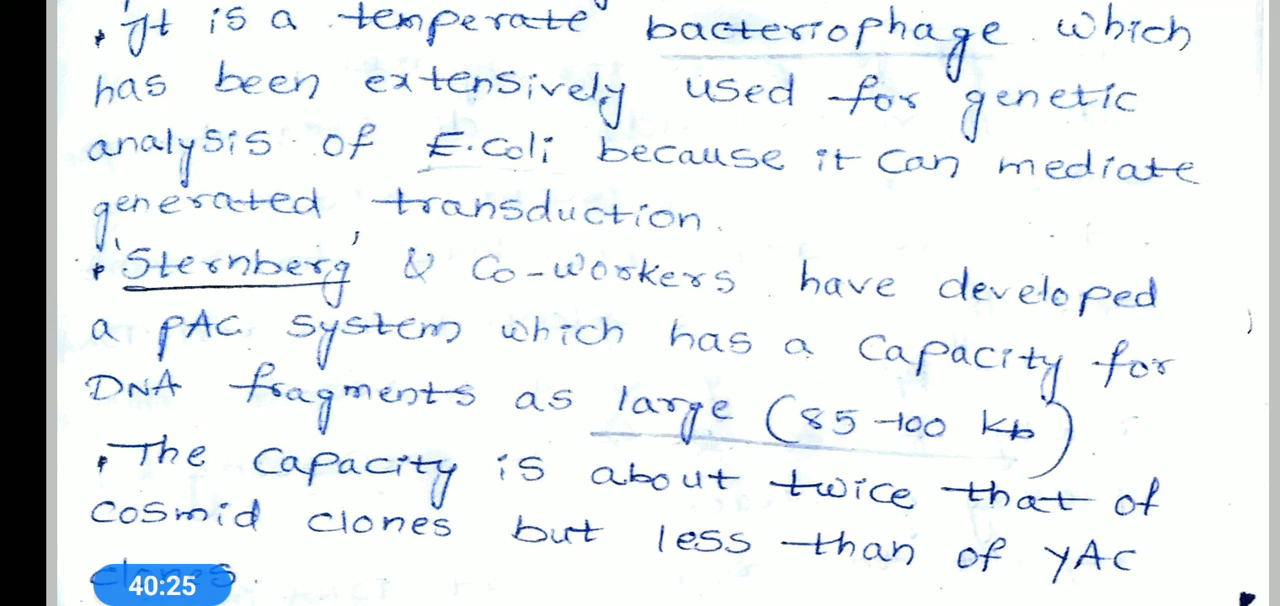 • It is a temperate bacteriophage which
has been extensively used for genetic
analysis of E.coli because it can mediate
generated transduction.
• 'Sternberg' & Co-workers have developed
a PAC system which has a capacity for
DNA fragments as large (85-100 kb)
• The capacity is about twice that of
cosmid clones but less than of YAC
clones.
40:25